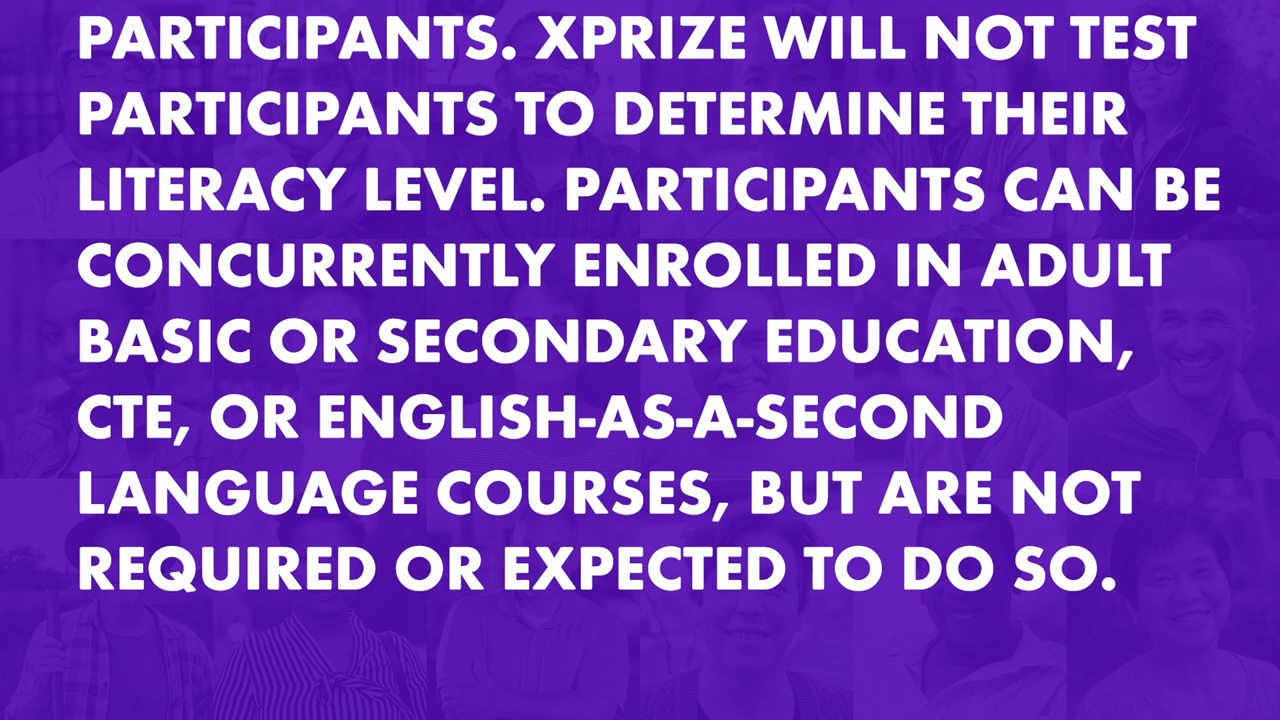 PARTICIPANTS. XPRIZE WILL NOT TEST
PARTICIPANTS TO DETERMINE THEIR
LITERACY LEVEL. PARTICIPANTS CAN BE
CONCURRENTLY ENROLLED IN ADULT
BASIC OR SECONDARY EDUCATION,
CTE, OR ENGLISH-AS-A-SECOND
LANGUAGE COURSES, BUT ARE NOT
REQUIRED OR EXPECTED TO DO SO.